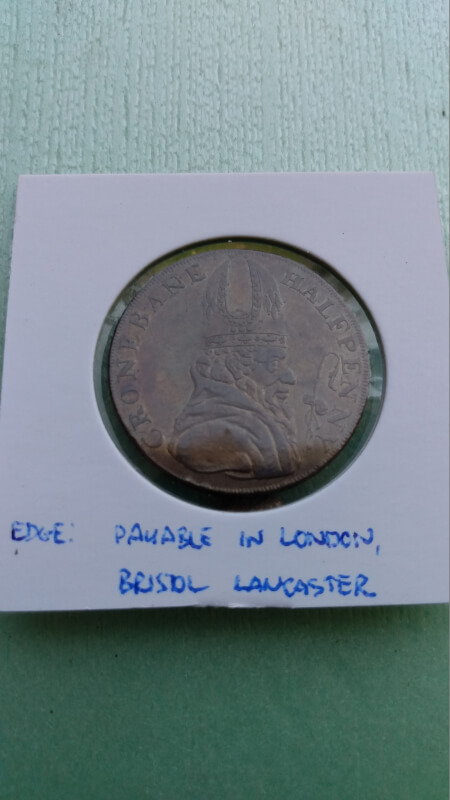 CRONEBANE HALFPENNY
EDGE: PAYABLE IN LONDON,
BRISTOL LANCASTER